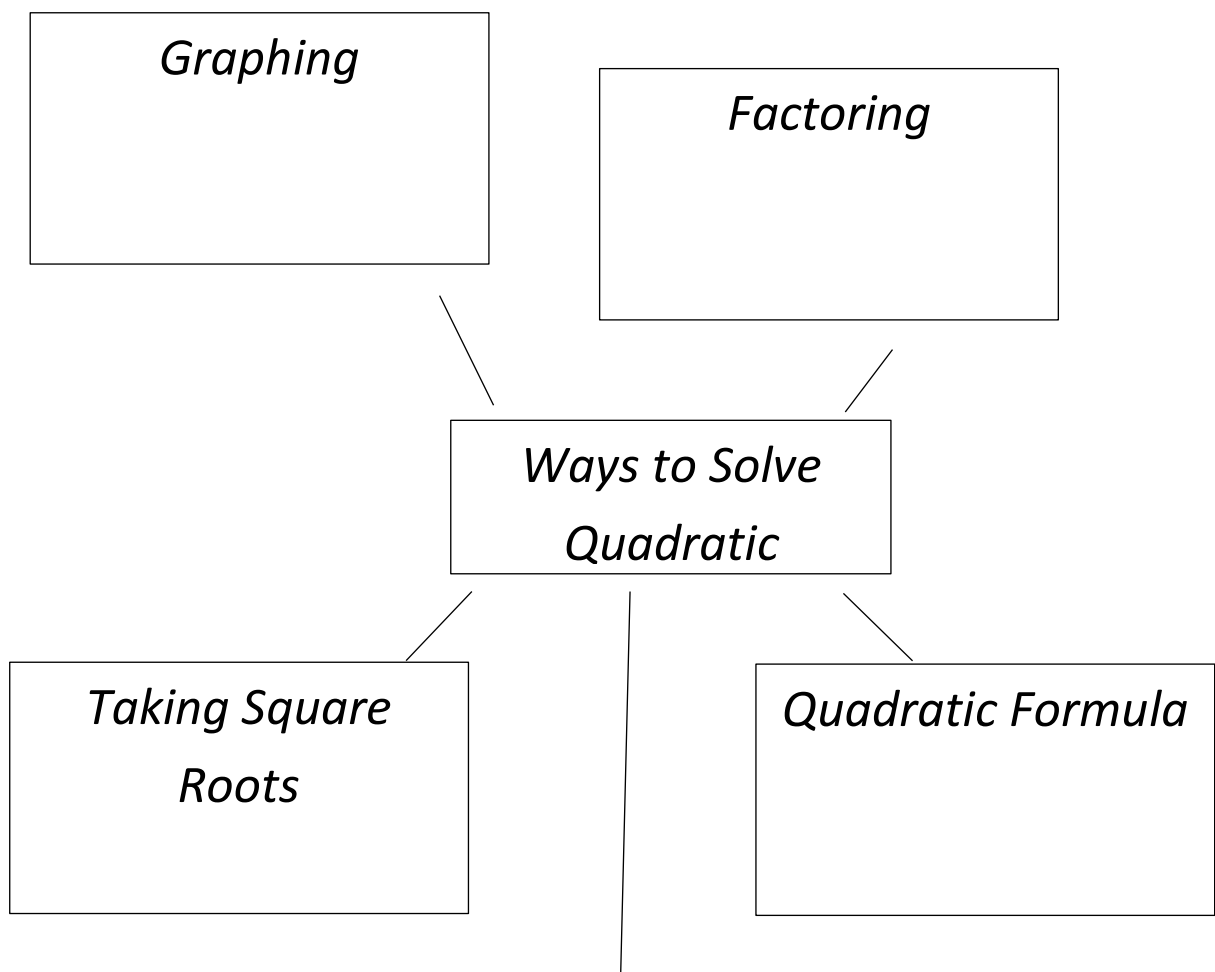 Graphing
Factoring
Ways to Solve
Quadratic
Taking Square
Roots
Quadratic Formula